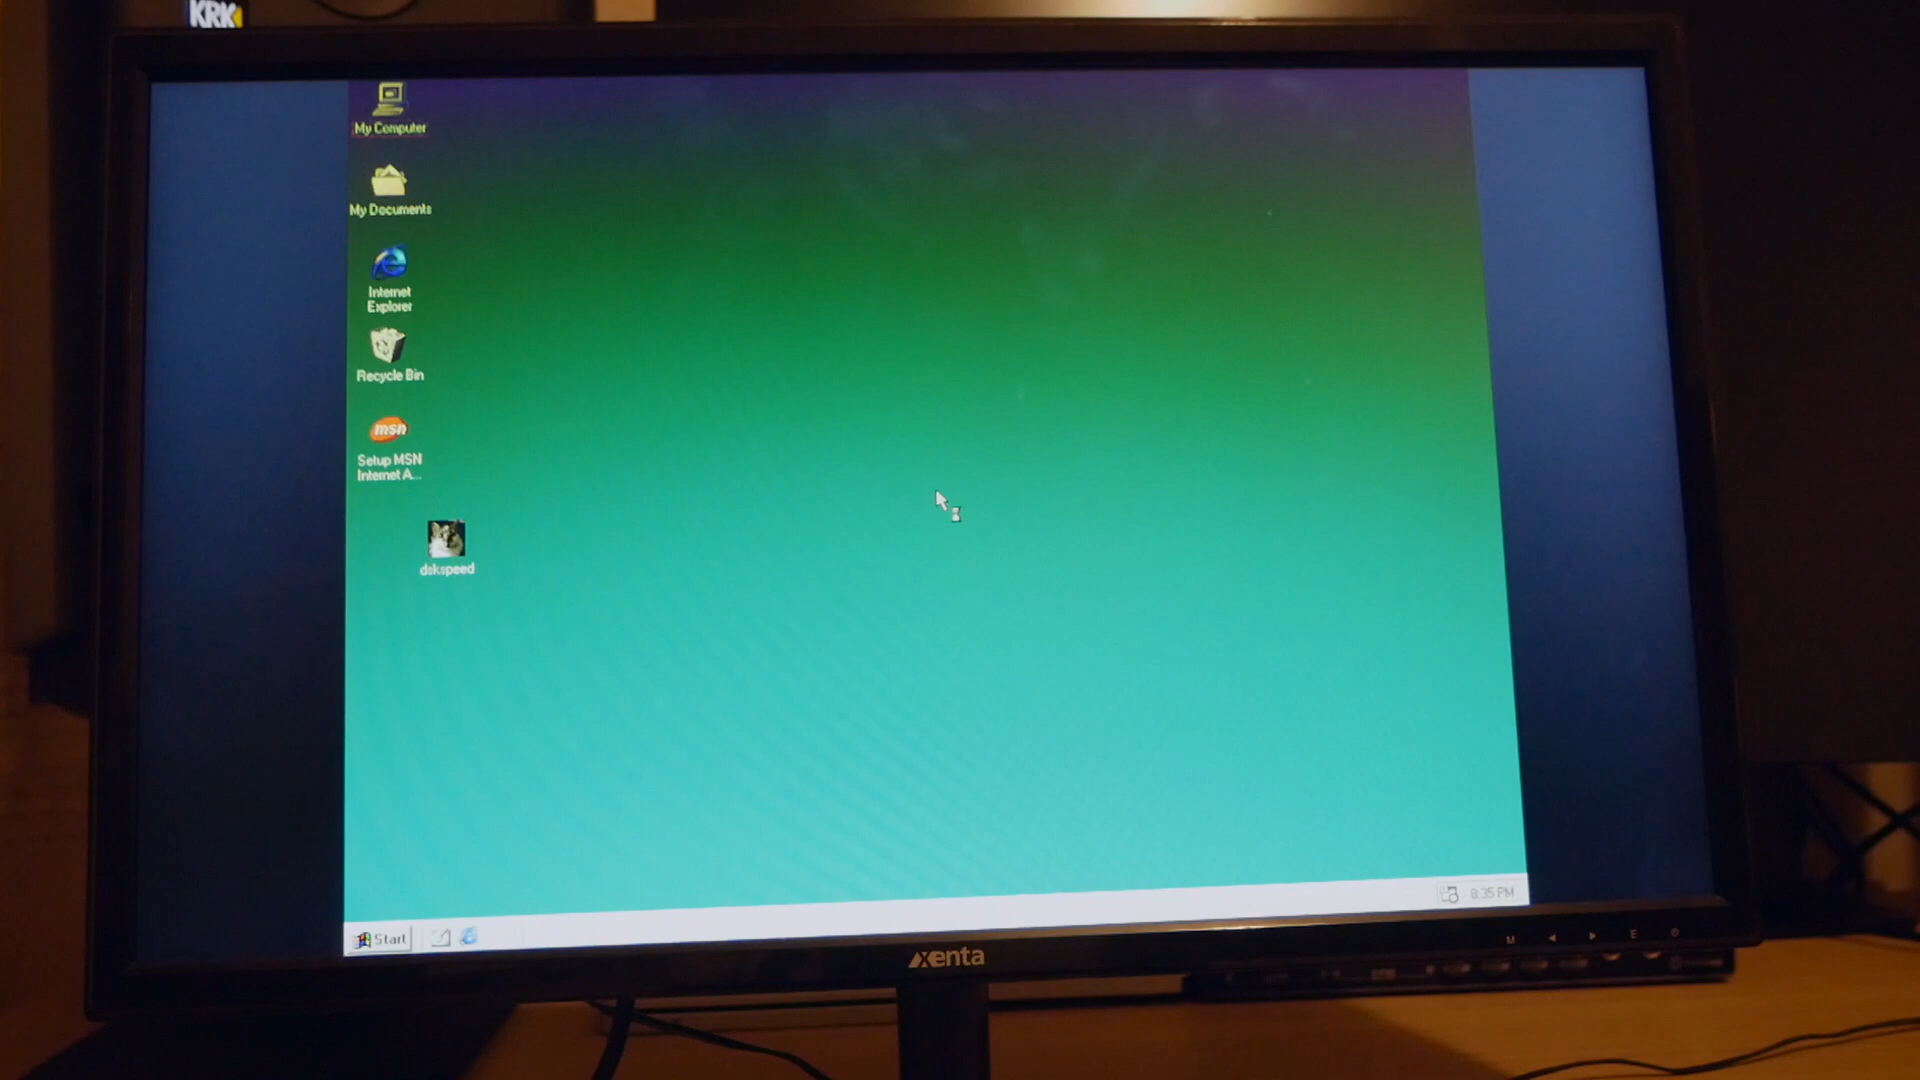 KRK
My Computer
My Documents
Internet
Explorer
Recycle Bin
msn
Setup MSN
Internet A...
dskspeed
Start
8:35 PM
xenta
M
E